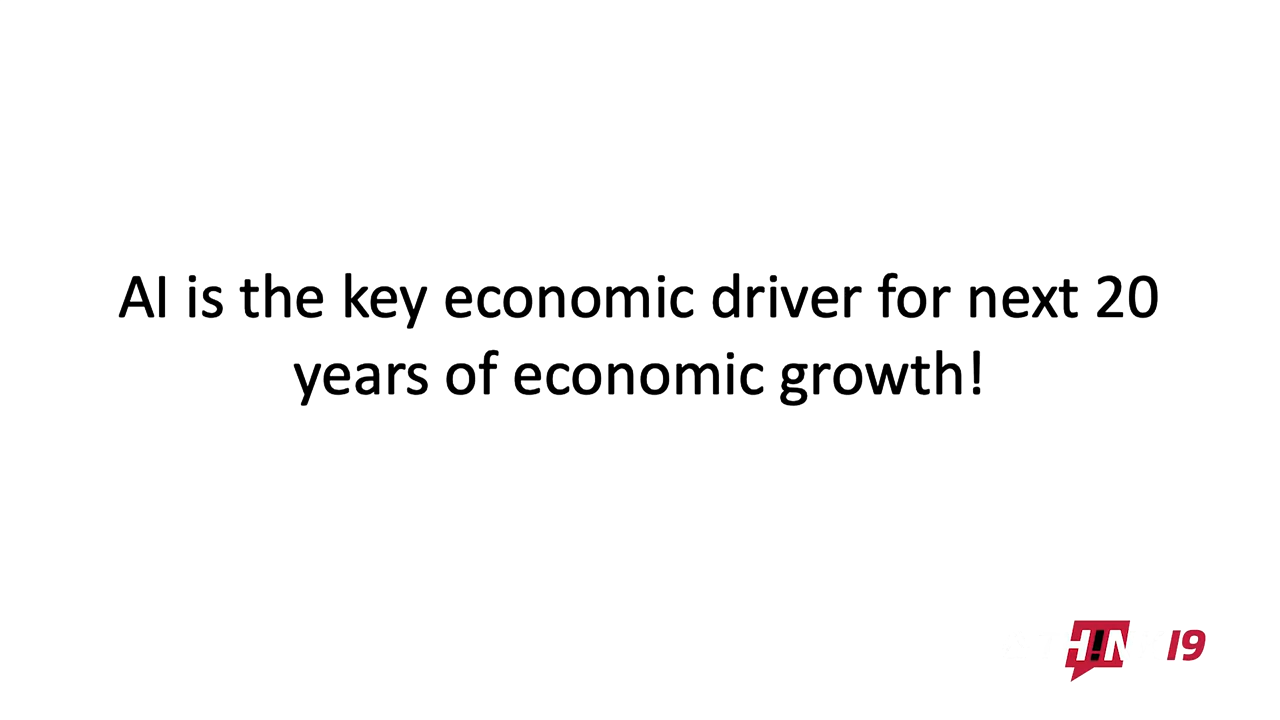 AI is the key economic driver for next 20
years of economic growth!
H!N 19